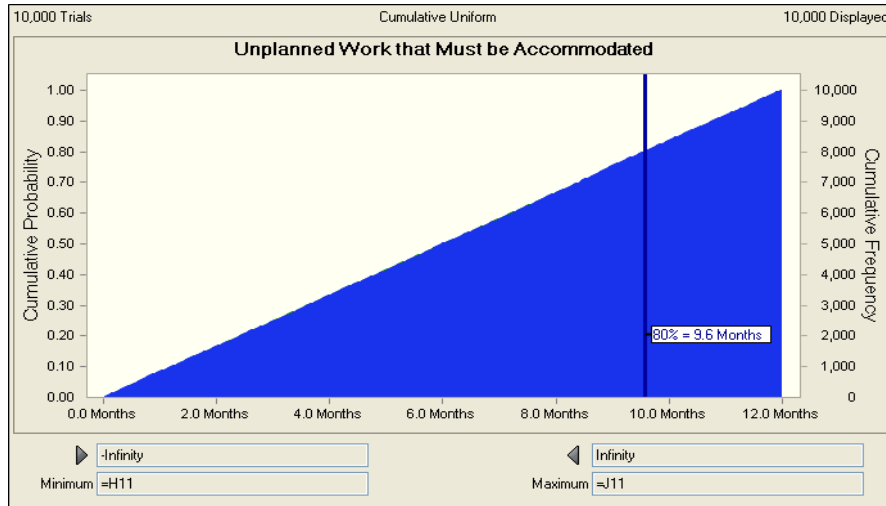 10,000 Trials Cumulative Uniform 10,000 Displayed
Unplanned Work that Must be Accommodated
Cumulative Probability
1.00
0.90
0.80
0.70
0.60
0.50
0.40
0.30
0.20
0.10
0.00
10,000
9,000
8,000
7,000
6,000
5,000
4,000
3,000
2,000
1,000
0
Cumulative Frequency
80% = 9.6 Months
0.0 Months 2.0 Months 4.0 Months 6.0 Months 8.0 Months 10.0 Months 12.0 Months
-Infinity Infinity
Minimum =H11 Maximum =J11